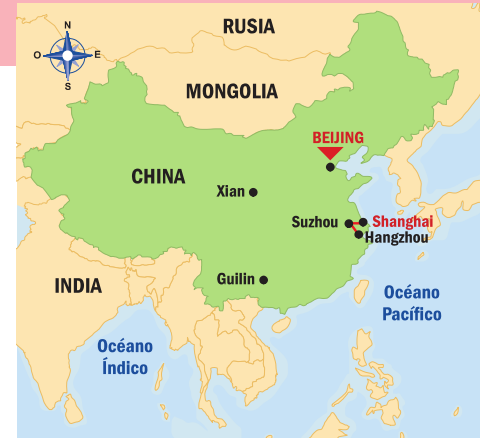 RUSIA
N
O
E
S
MONGOLIA
BEIJING
CHINA
Xian
Suzhou
Shanghai
Hangzhou
INDIA
Guilin
Océano
Pacífico
Océano
Índico